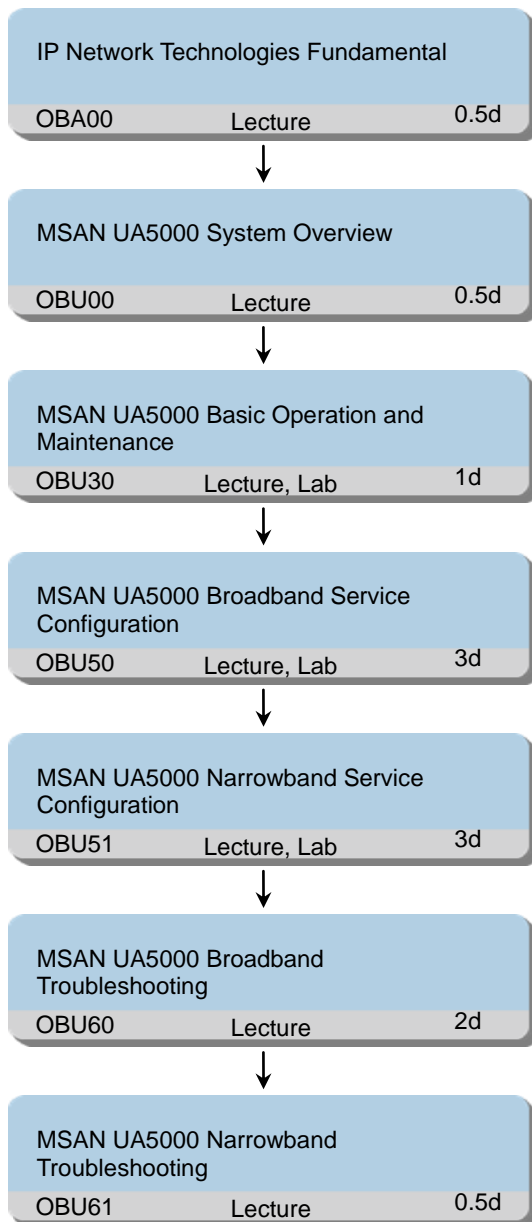 IP Network Technologies Fundamental
OBA00 Lecture 0.5d
MSAN UA5000 System Overview
OBU00 Lecture 0.5d
MSAN UA5000 Basic Operation and
Maintenance
OBU30 Lecture, Lab 1d
MSAN UA5000 Broadband Service
Configuration
OBU50 Lecture, Lab 3d
MSAN UA5000 Narrowband Service
Configuration
OBU51 Lecture, Lab 3d
MSAN UA5000 Broadband
Troubleshooting
OBU60 Lecture 2d
MSAN UA5000 Narrowband
Troubleshooting
OBU61 Lecture 0.5d